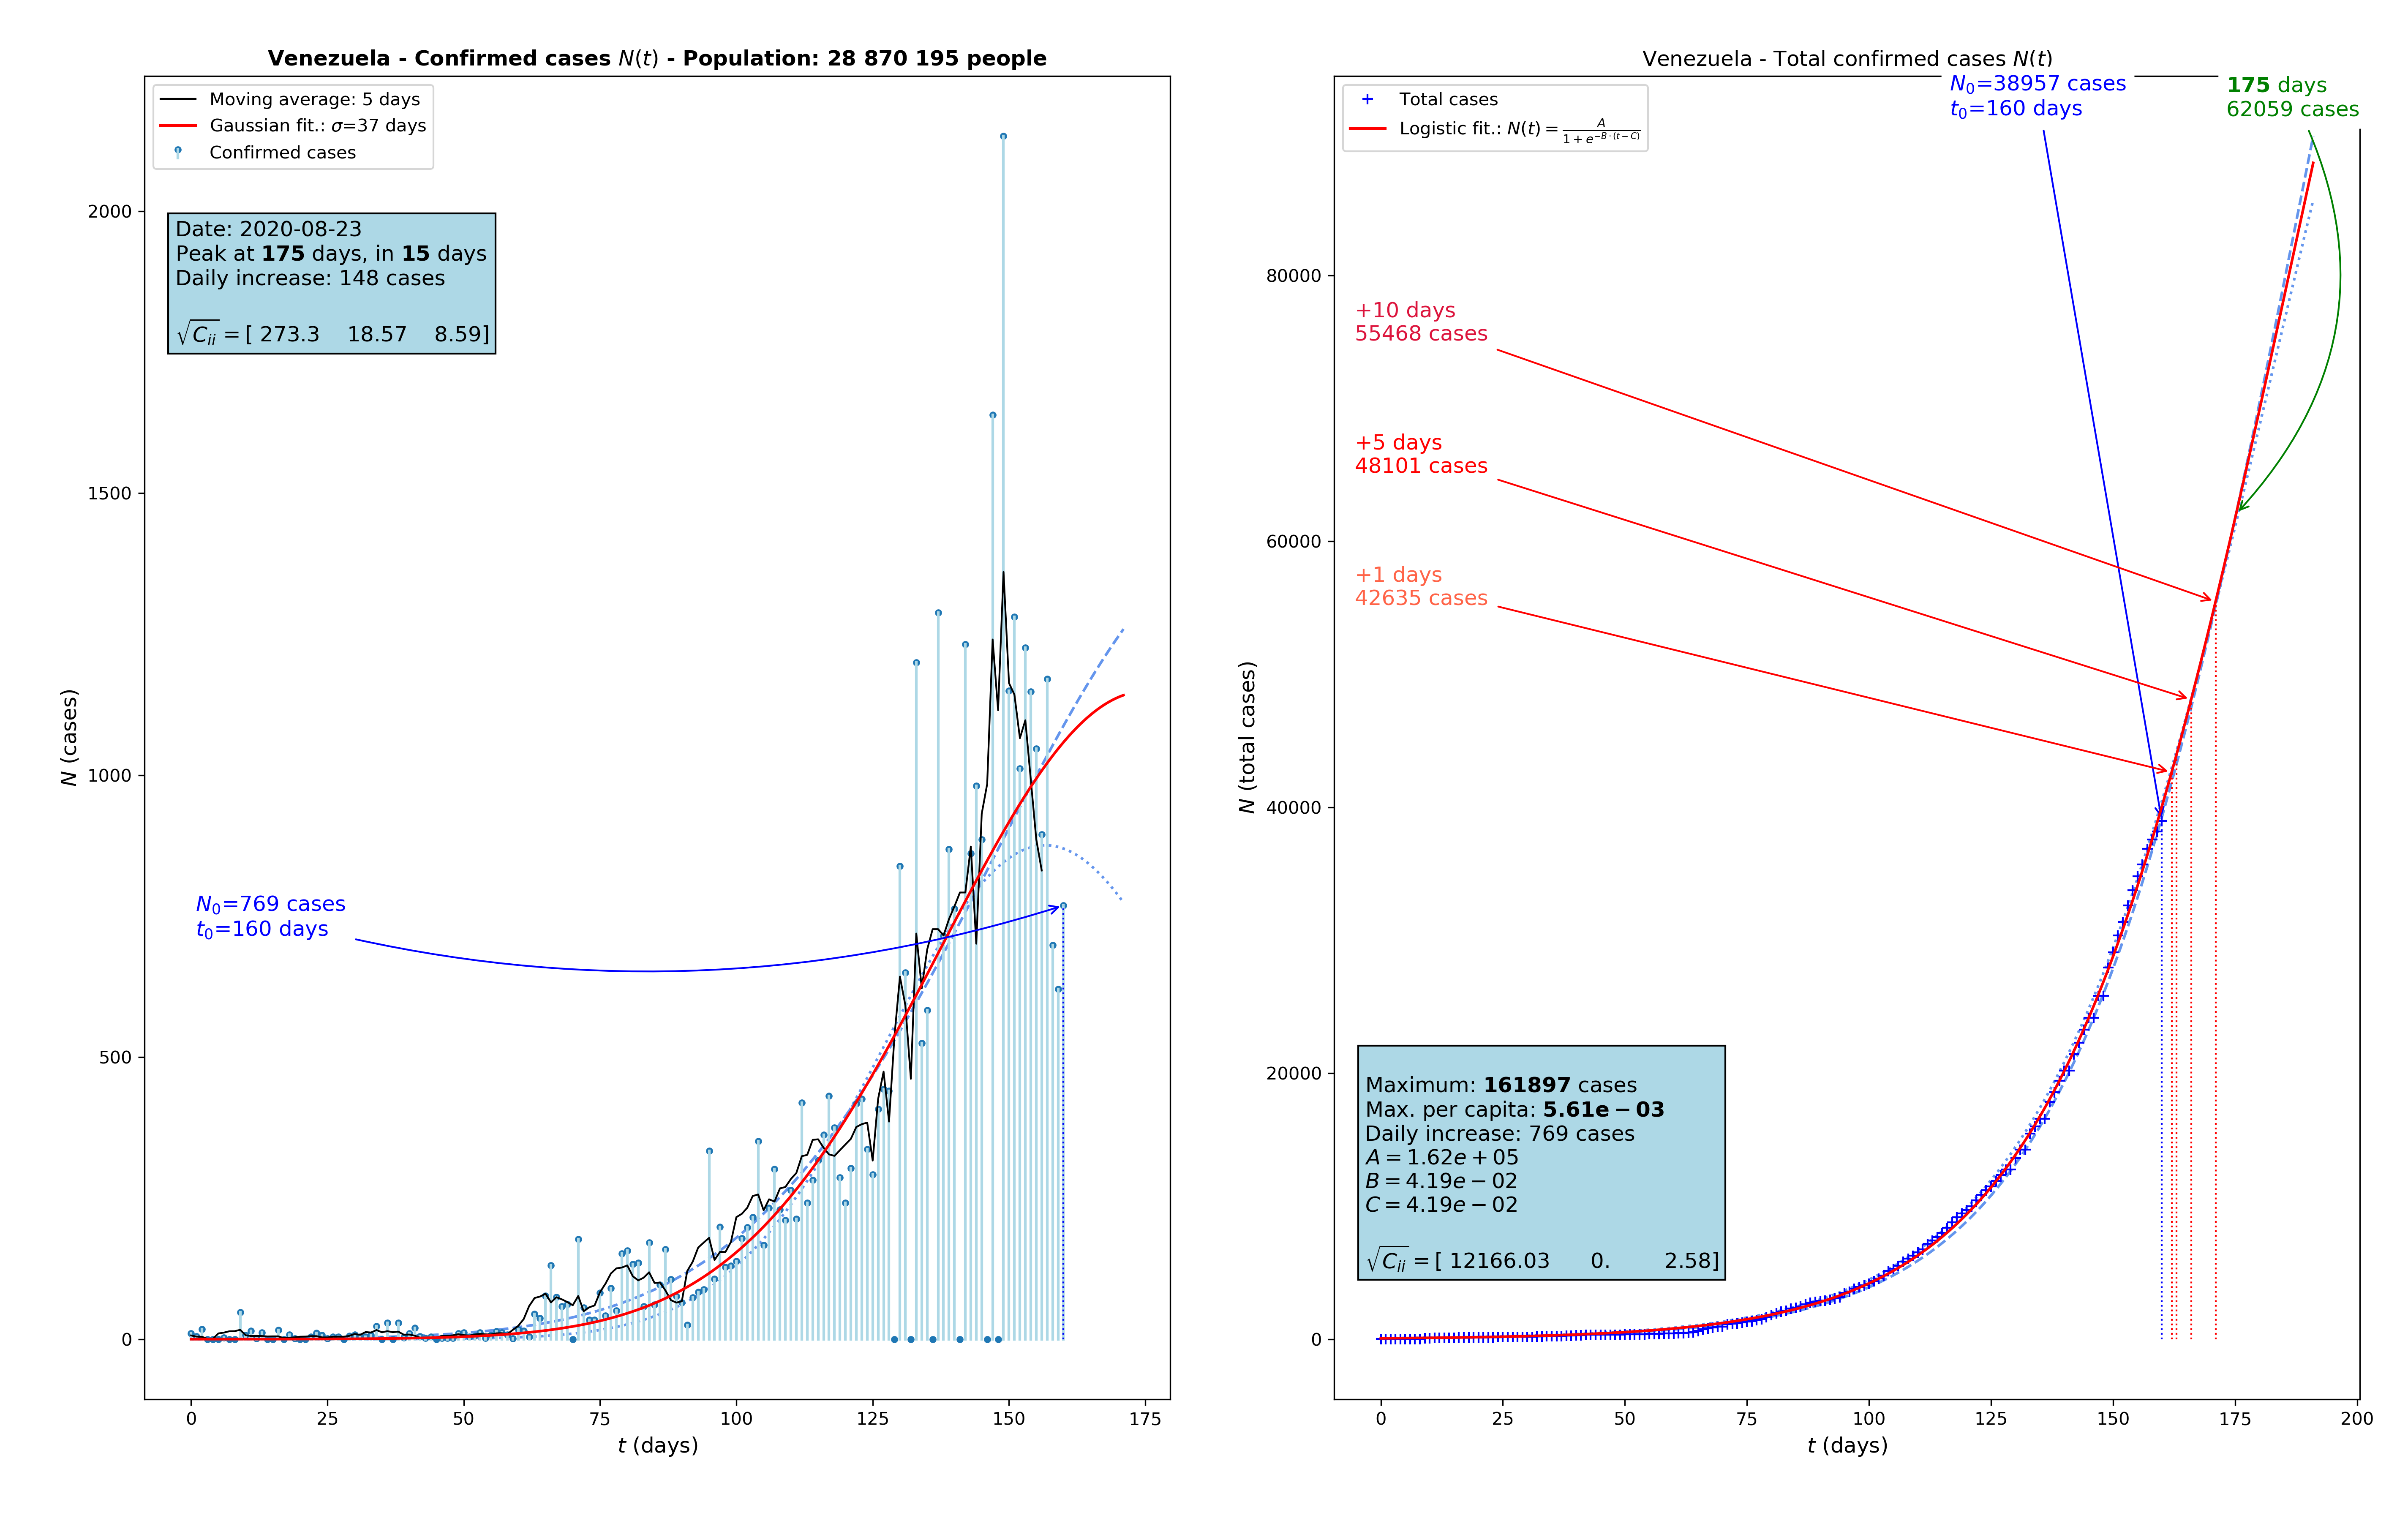 Venezuela - Confirmed cases N(t) - Population: 28 870 195 people
Moving average: 5 days
Gaussian fit.: σ=37 days
Confirmed cases
Date: 2020-08-23
Peak at 175 days, in 15 days
Daily increase: 148 cases
√C_ii = [ 273.3 18.57 8.59]
N_0=769 cases
t_0=160 days
N (cases)
2000
1500
1000
500
0
0 25 50 75 100 125 150 175
t (days)
Venezuela - Total confirmed cases N(t)
Total cases
Logistic fit.: N(t) = A / (1 + e^{-B·(t-C)})
N_0=38957 cases
t_0=160 days
175 days
62059 cases
+10 days
55468 cases
+5 days
48101 cases
+1 days
42635 cases
Maximum: 161897 cases
Max. per capita: 5.61e − 03
Daily increase: 769 cases
A = 1.62e + 05
B = 4.19e − 02
C = 4.19e − 02
√C_ii = [ 12166.03 0. 2.58]
N (total cases)
80000
60000
40000
20000
0
0 25 50 75 100 125 150 175 200
t (days)